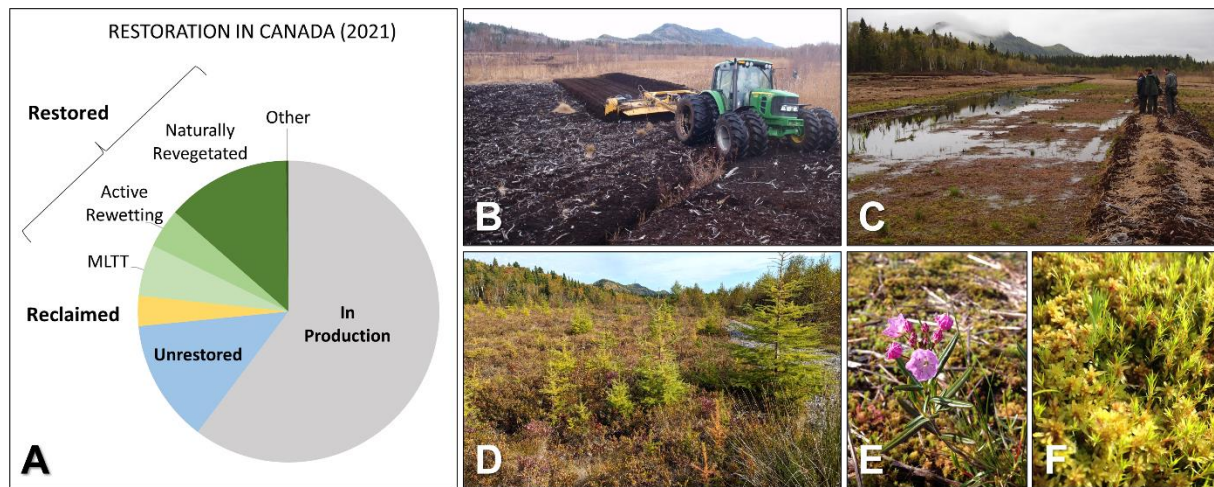 RESTORATION IN CANADA (2021)
Restored
Other
Naturally
Revegetated
Active
Rewetting
MLTT
Reclaimed
In
Production
Unrestored
A
B
C
D
E
F